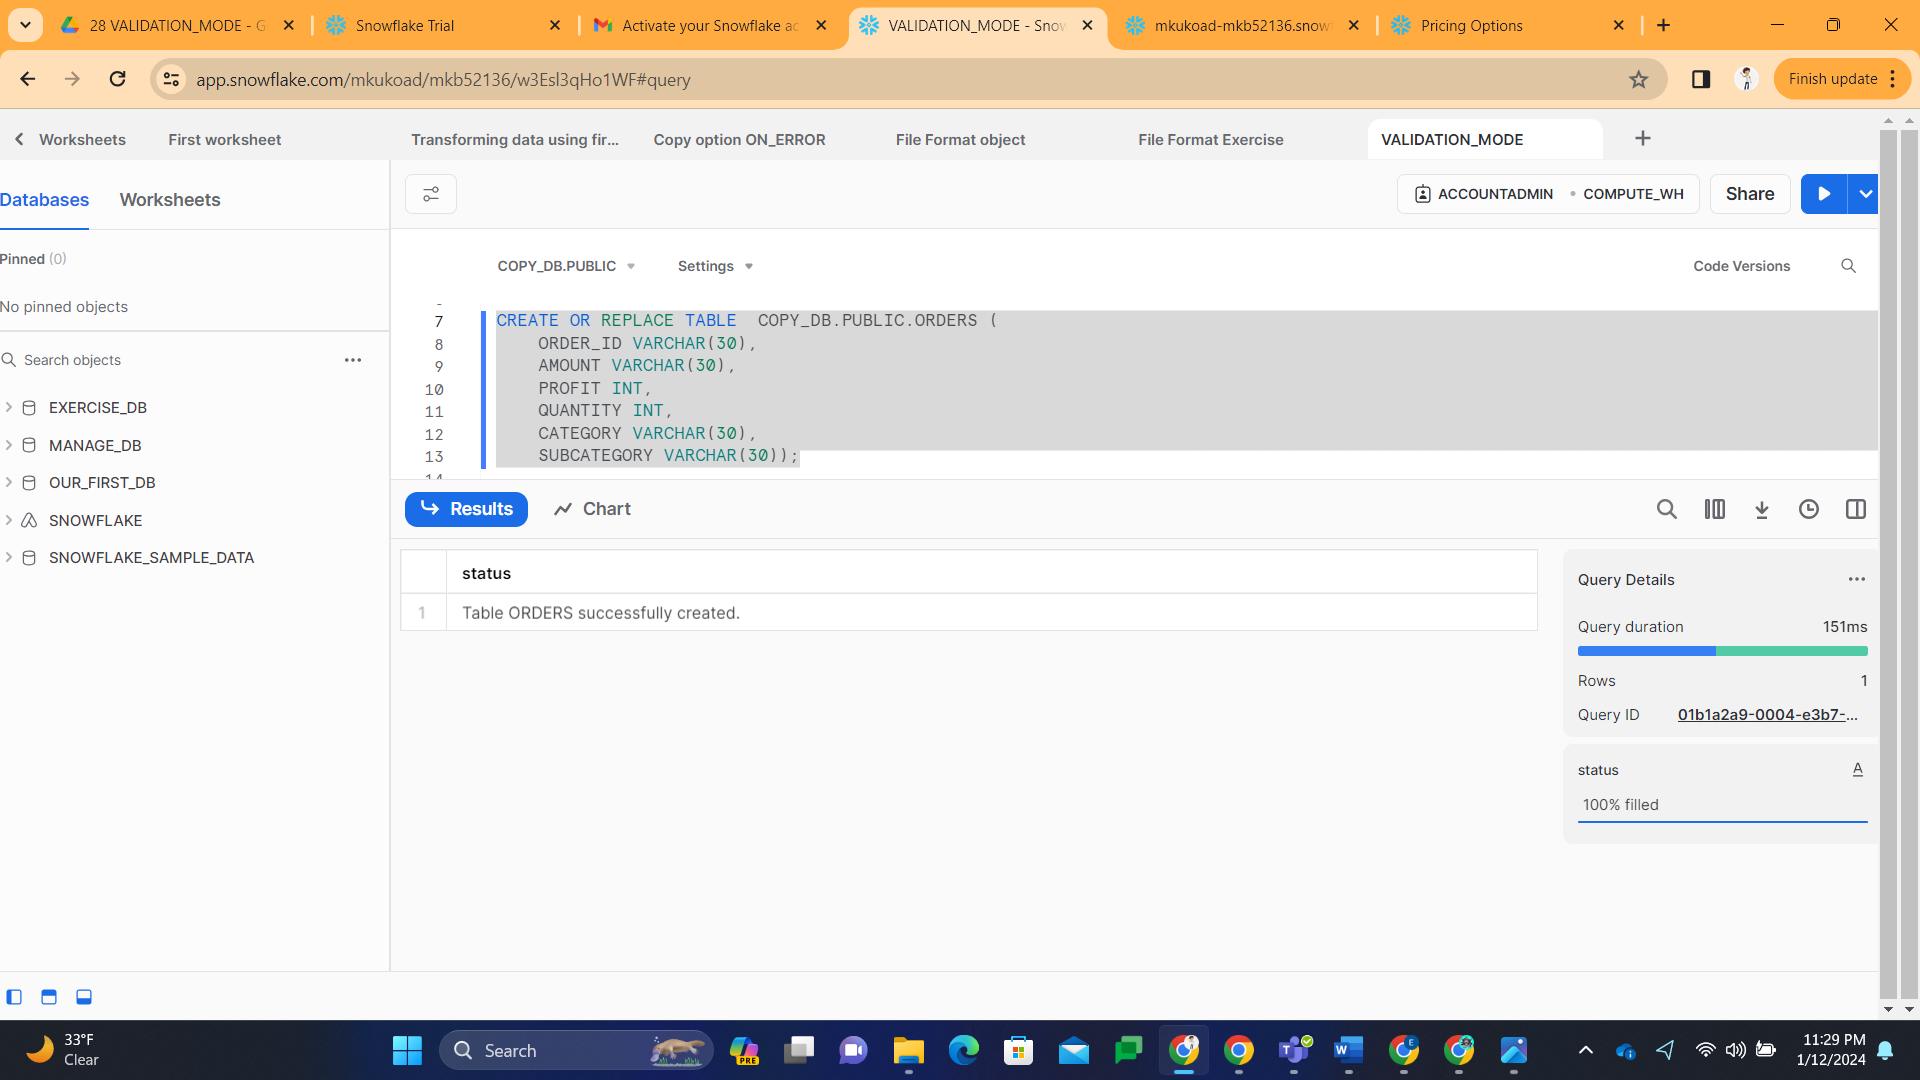 28 VALIDATION_MODE - G
Snowflake Trial
Activate your Snowflake ac
VALIDATION_MODE - Snow
mkukoad-mkb52136.snowf
Pricing Options
app.snowflake.com/mkukoad/mkb52136/w3Esl3qHo1WF#query
Finish update
Worksheets
First worksheet
Transforming data using fir...
Copy option ON_ERROR
File Format object
File Format Exercise
VALIDATION_MODE
Databases
Worksheets
ACCOUNTADMIN • COMPUTE_WH
Share
Pinned (0)
No pinned objects
Search objects
EXERCISE_DB
MANAGE_DB
OUR_FIRST_DB
SNOWFLAKE
SNOWFLAKE_SAMPLE_DATA
COPY_DB.PUBLIC
Settings
Code Versions
7 CREATE OR REPLACE TABLE  COPY_DB.PUBLIC.ORDERS (
8     ORDER_ID VARCHAR(30),
9     AMOUNT VARCHAR(30),
10     PROFIT INT,
11     QUANTITY INT,
12     CATEGORY VARCHAR(30),
13     SUBCATEGORY VARCHAR(30));
14
Results
Chart
status
1 Table ORDERS successfully created.
Query Details
Query duration 151ms
Rows 1
Query ID 01b1a2a9-0004-e3b7-...
status A
100% filled
33°F
Clear
Search
PRE
11:29 PM
1/12/2024